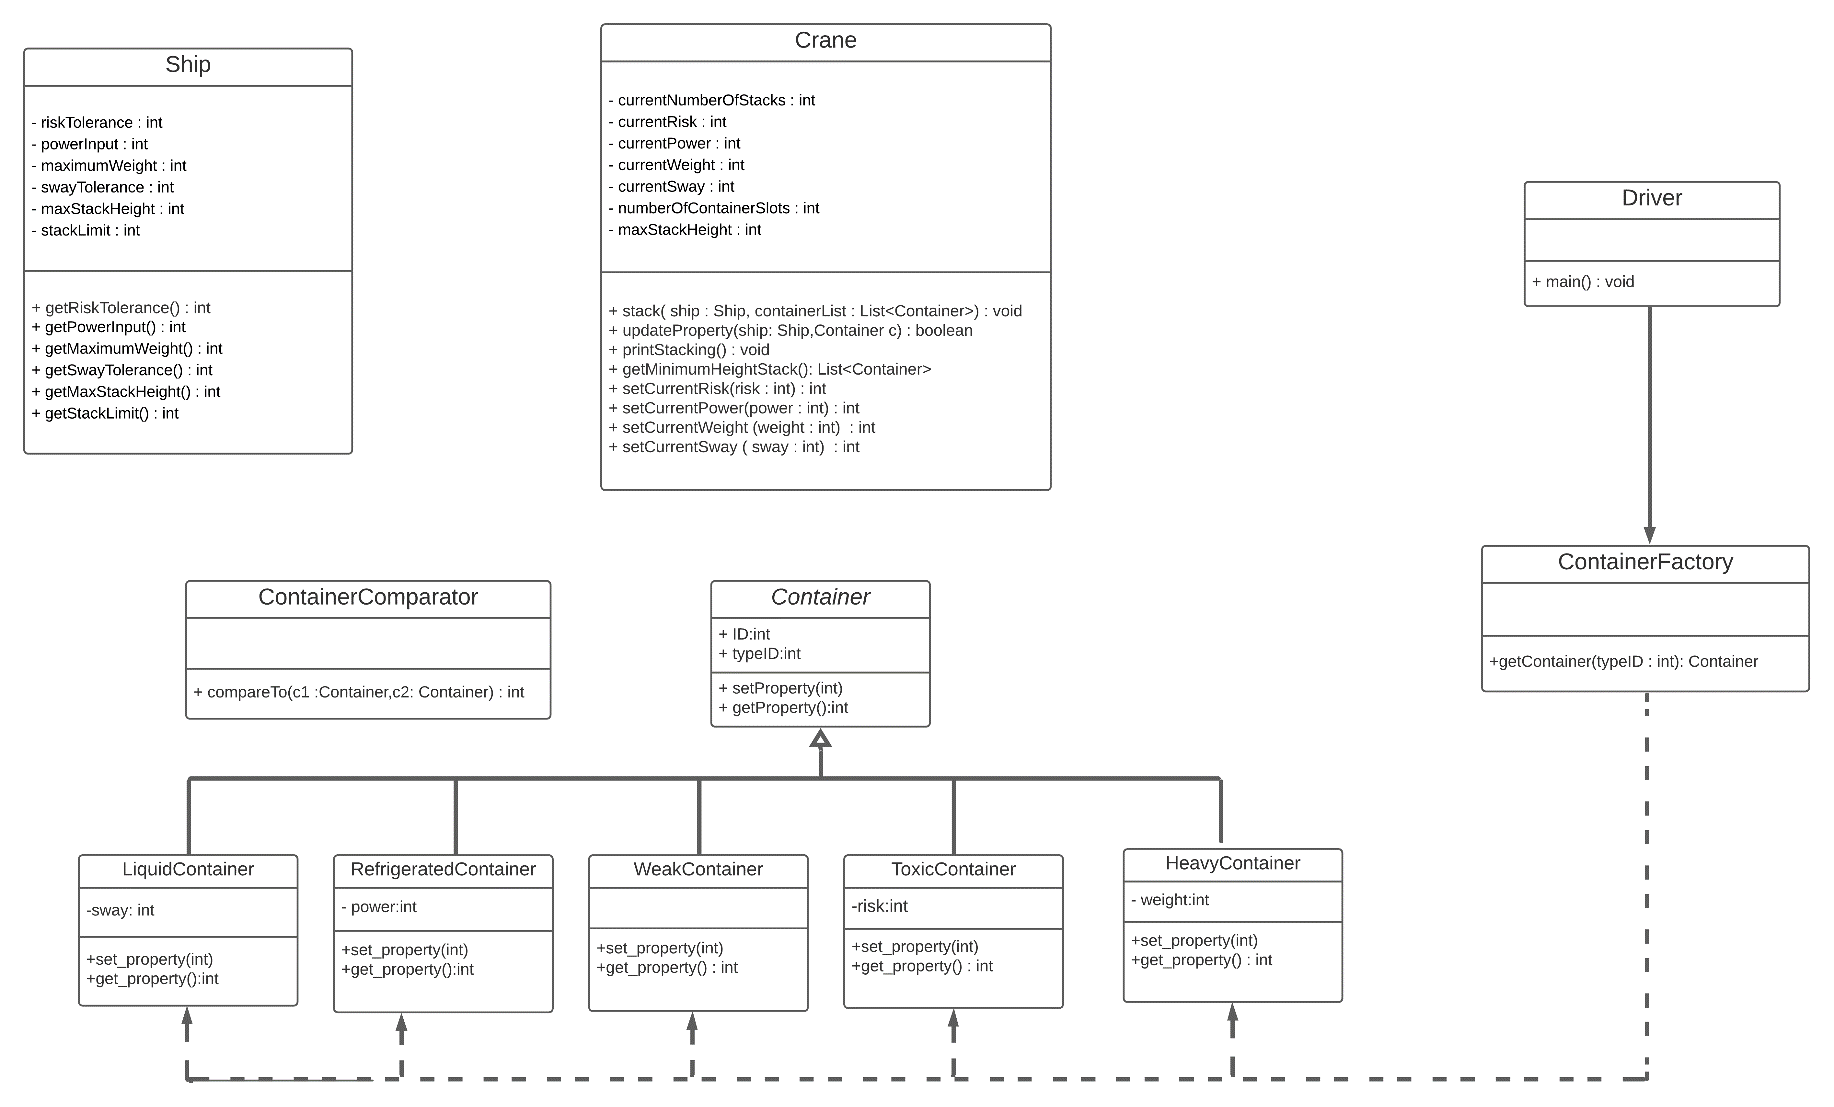 Ship
- riskTolerance : int
- powerInput : int
- maximumWeight : int
- swayTolerance : int
- maxStackHeight : int
- stackLimit : int
+ getRiskTolerance() : int
+ getPowerInput() : int
+ getMaximumWeight() : int
+ getSwayTolerance() : int
+ getMaxStackHeight() : int
+ getStackLimit() : int
Crane
- currentNumberOfStacks : int
- currentRisk : int
- currentPower : int
- currentWeight : int
- currentSway : int
- numberOfContainerSlots : int
- maxStackHeight : int
+ stack( ship : Ship, containerList : List<Container>) : void
+ updateProperty(ship: Ship,Container c) : boolean
+ printStacking() : void
+ getMinimumHeightStack(): List<Container>
+ setCurrentRisk(risk : int) : int
+ setCurrentPower(power : int) : int
+ setCurrentWeight (weight : int)  : int
+ setCurrentSway ( sway : int)  : int
Driver
+ main() : void
ContainerFactory
+getContainer(typeID : int): Container
ContainerComparator
+ compareTo(c1 :Container,c2: Container) : int
Container
+ ID:int
+ typeID:int
+ setProperty(int)
+ getProperty():int
LiquidContainer
-sway: int
+set_property(int)
+get_property():int
RefrigeratedContainer
- power:int
+set_property(int)
+get_property():int
WeakContainer
+set_property(int)
+get_property() : int
ToxicContainer
-risk:int
+set_property(int)
+get_property() : int
HeavyContainer
- weight:int
+set_property(int)
+get_property() : int